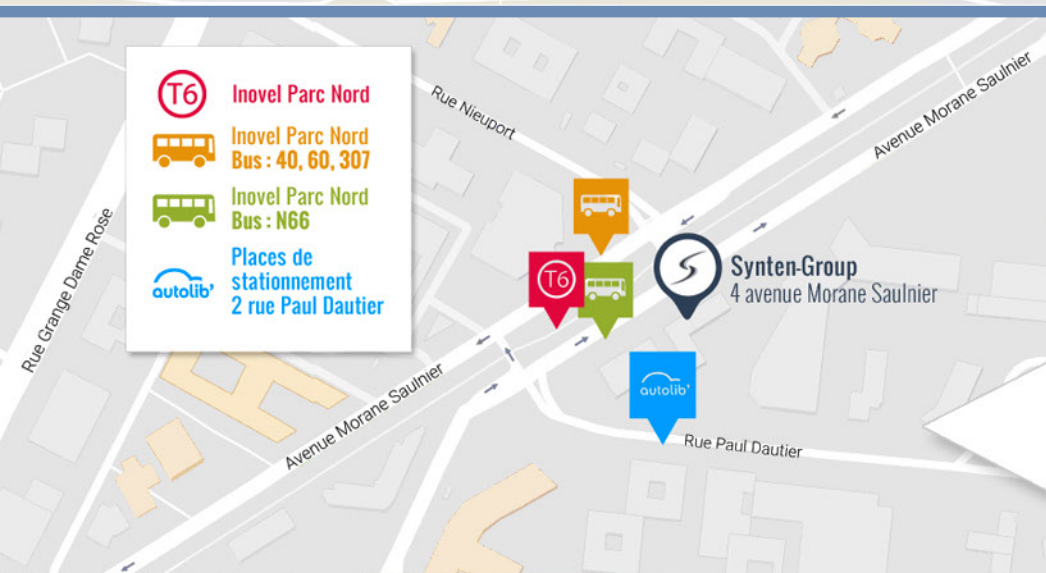 T6
Inovel Parc Nord
Inovel Parc Nord
Bus : 40, 60, 307
Inovel Parc Nord
Bus : N66
autolib'
Places de
stationnement
2 rue Paul Dautier
Rue Nieuport
Avenue Morane Saulnier
Rue Grange Dame Rose
T6
Synten-Group
4 avenue Morane Saulnier
autolib'
Avenue Morane Saulnier
Rue Paul Dautier